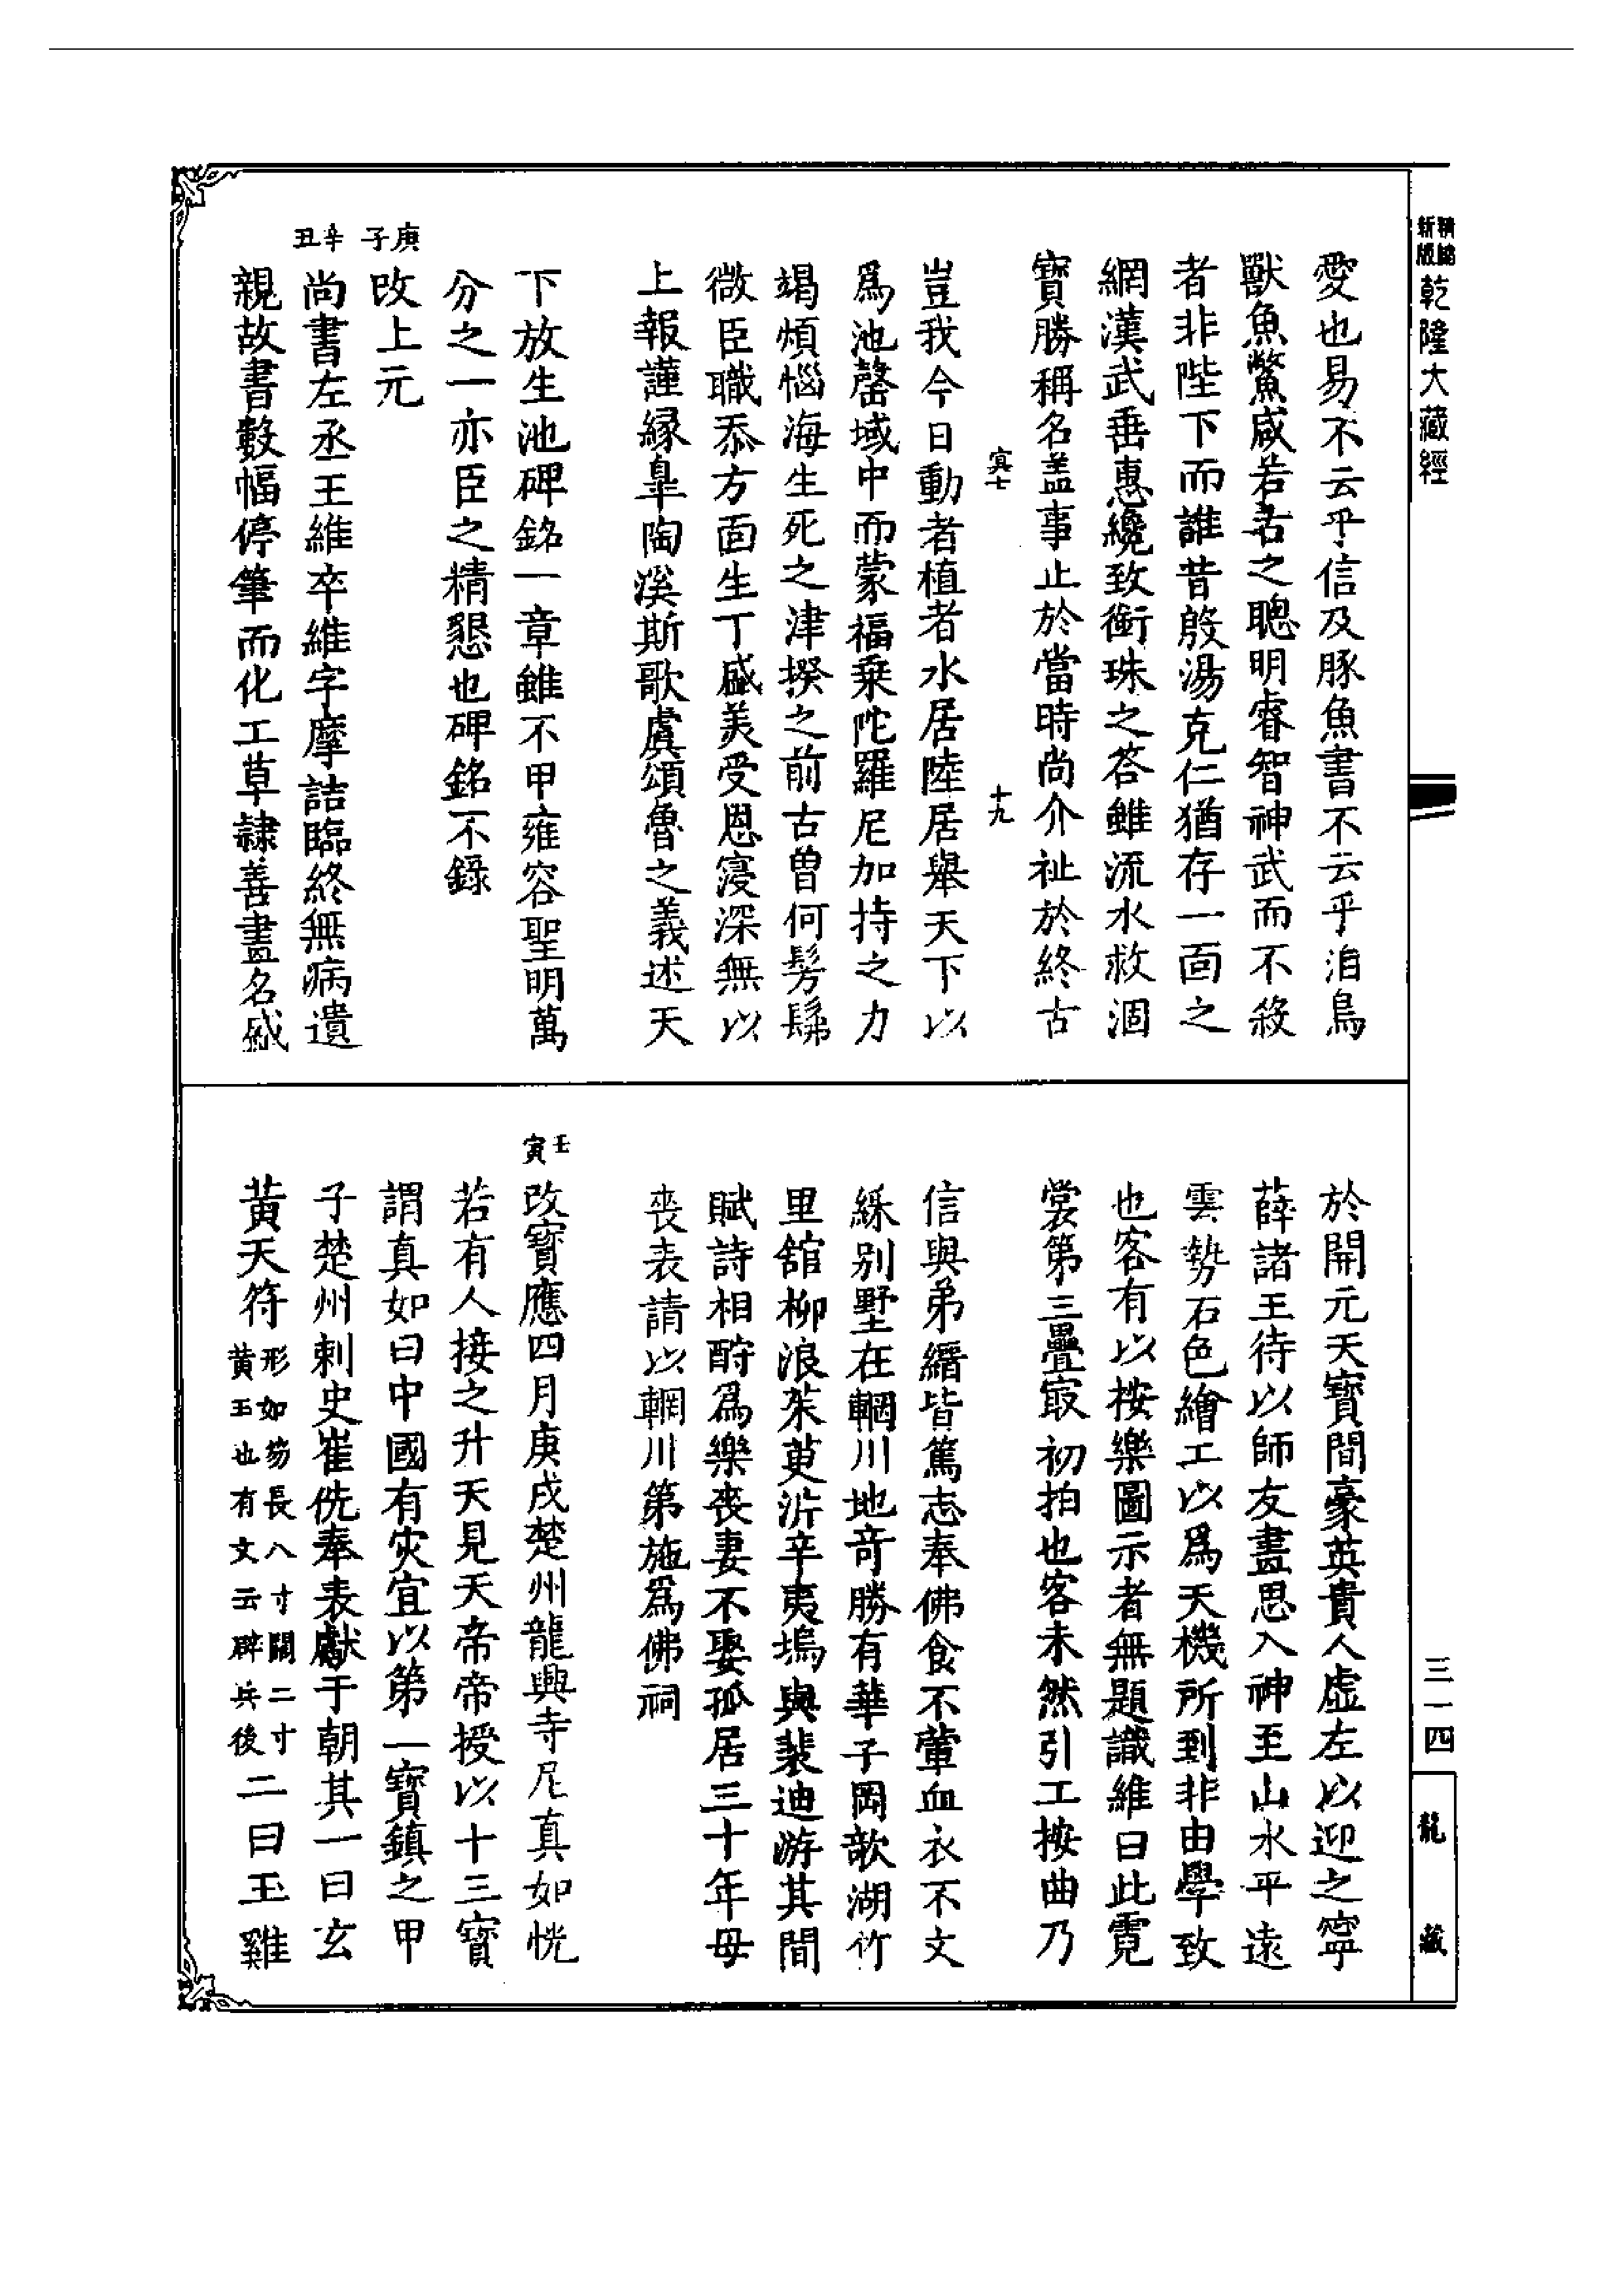 精縮新版
乾隆大藏經
愛也易不云乎信及豚魚書不云乎洎鳥
獸魚鱉咸若若之聰明睿智神武而不殺
者非陛下而誰昔殷湯克仁猶存一面之
網漢武垂惠纔致銜珠之答雖流水救涸
寶勝稱名盖事止於當時尚介祉於終古
寘七
十九
豈我今日動者植者水居陸居舉天下以
爲池罄域中而蒙福乗陀羅尼加持之力
竭煩惱海生死之津揆之前古曾何髣髴
微臣職忝方面生丁盛美受恩寖深無以
上報謹緣皐陶溪斯歌虞頌魯之義述天
下放生池碑銘一章雖不甲雍容聖明萬
分之一亦臣之精懇也碑銘不錄
庚子
改上元
辛丑
尚書左丞王維卒維字摩詰臨終無病遺
親故書數幅停筆而化工草隸善畫名盛
於開元天寶間豪英貴人虛左以迎之寧
薛諸王待以師友畫思入神至山水平遠
雲勢石色繪工以爲天機所到非由學致
也客有以按樂圖示者無題識維曰此霓
裳第三疊㝡初拍也客未然引工按曲乃
信與弟縉皆篤志奉佛食不葷血衣不文
綵别墅在輞川地竒勝有華子岡欹湖竹
里舘柳浪茱萸沜辛夷塢與裴迪游其間
賦詩相酧爲樂丧妻不娶孤居三十年母
丧表請以輞川第施爲佛祠
壬寅
改寶應四月庚戌楚州龍興寺尼真如恍
若有人接之升天見天帝帝授以十三寶
謂真如曰中國有灾宜以第一寶鎮之甲
子楚州刺史崔侁奉表獻于朝其一曰玄
黃天符形如笏長八寸闊二寸黃玉也有文云辟兵後二曰玉雞
三一四
龍藏